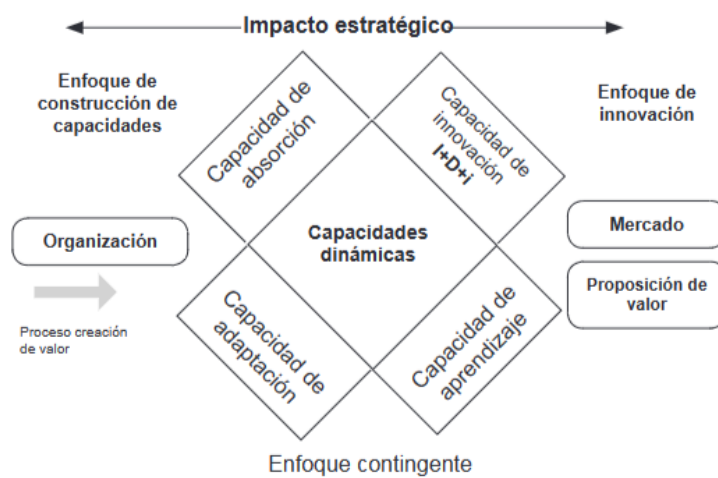 Impacto estratégico
Enfoque de
construcción de
capacidades
Capacidad de
absorción
Capacidad de
innovación
I+D+i
Enfoque de
innovación
Organización
Capacidades
dinámicas
Mercado
Proposición de
valor
Proceso creación
de valor
Capacidad de
adaptación
Capacidad de
aprendizaje
Enfoque contingente